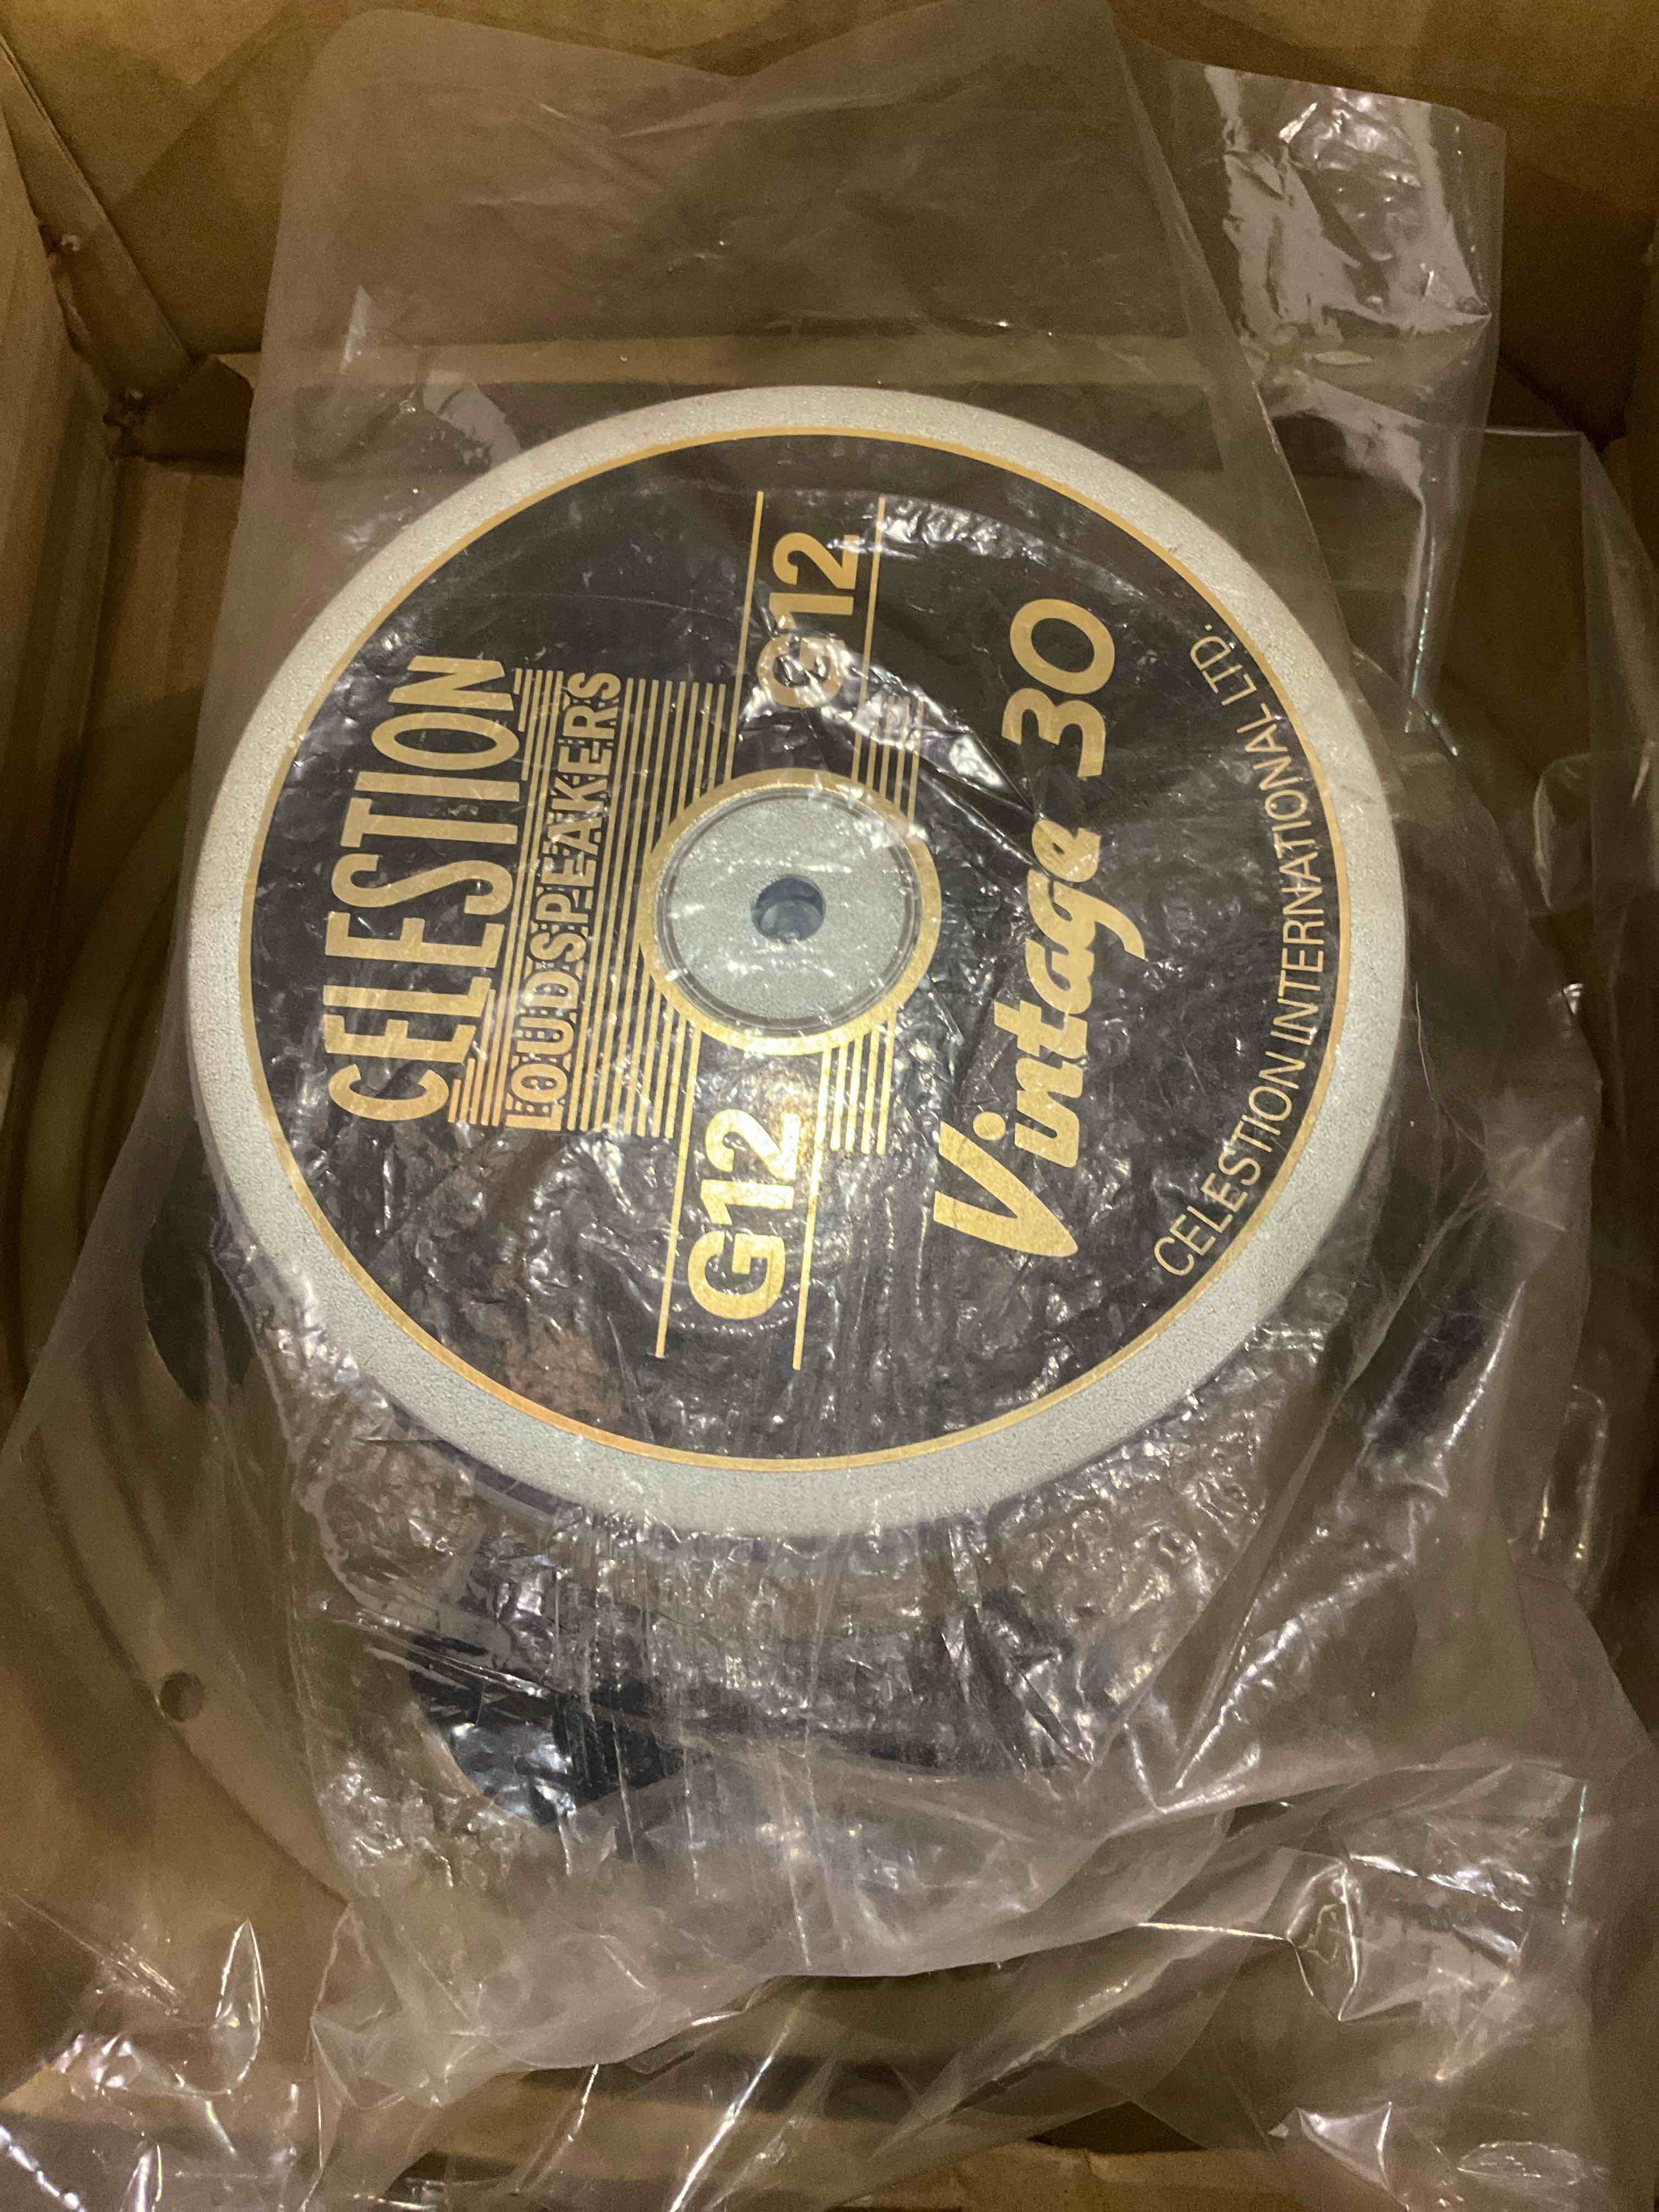 CELESTION
LOUDSPEAKERS
G12 G12
Vintage 30
CELESTION INTERNATIONAL LTD.